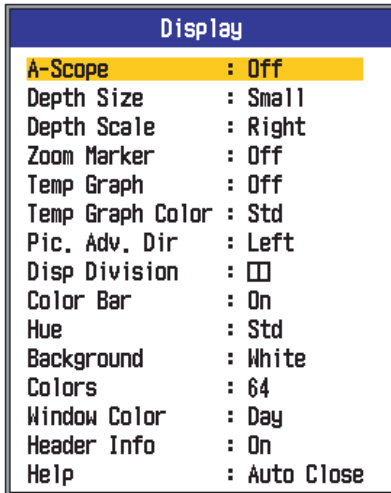 Display
A-Scope : Off
Depth Size : Small
Depth Scale : Right
Zoom Marker : Off
Temp Graph : Off
Temp Graph Color : Std
Pic. Adv. Dir : Left
Disp Division :
Color Bar : On
Hue : Std
Background : White
Colors : 64
Window Color : Day
Header Info : On
Help : Auto Close